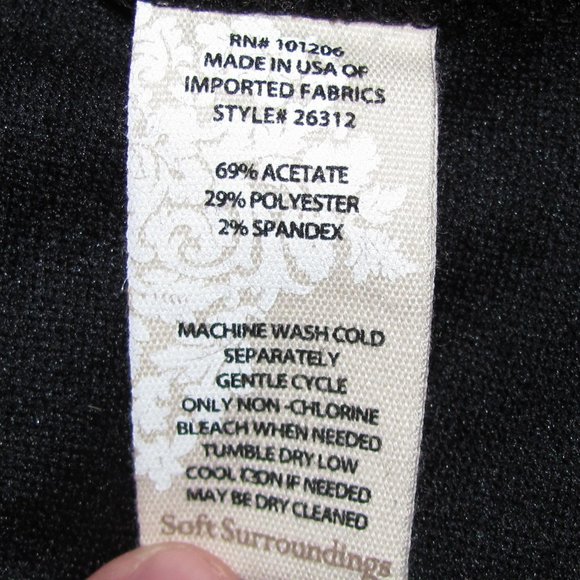 RN# 101206
MADE IN USA OF
IMPORTED FABRICS
STYLE# 26312
69% ACETATE
29% POLYESTER
2% SPANDEX
MACHINE WASH COLD
SEPARATELY
GENTLE CYCLE
ONLY NON-CHLORINE
BLEACH WHEN NEEDED
TUMBLE DRY LOW
COOL IRON IF NEEDED
MAY BE DRY CLEANED
Soft Surroundings